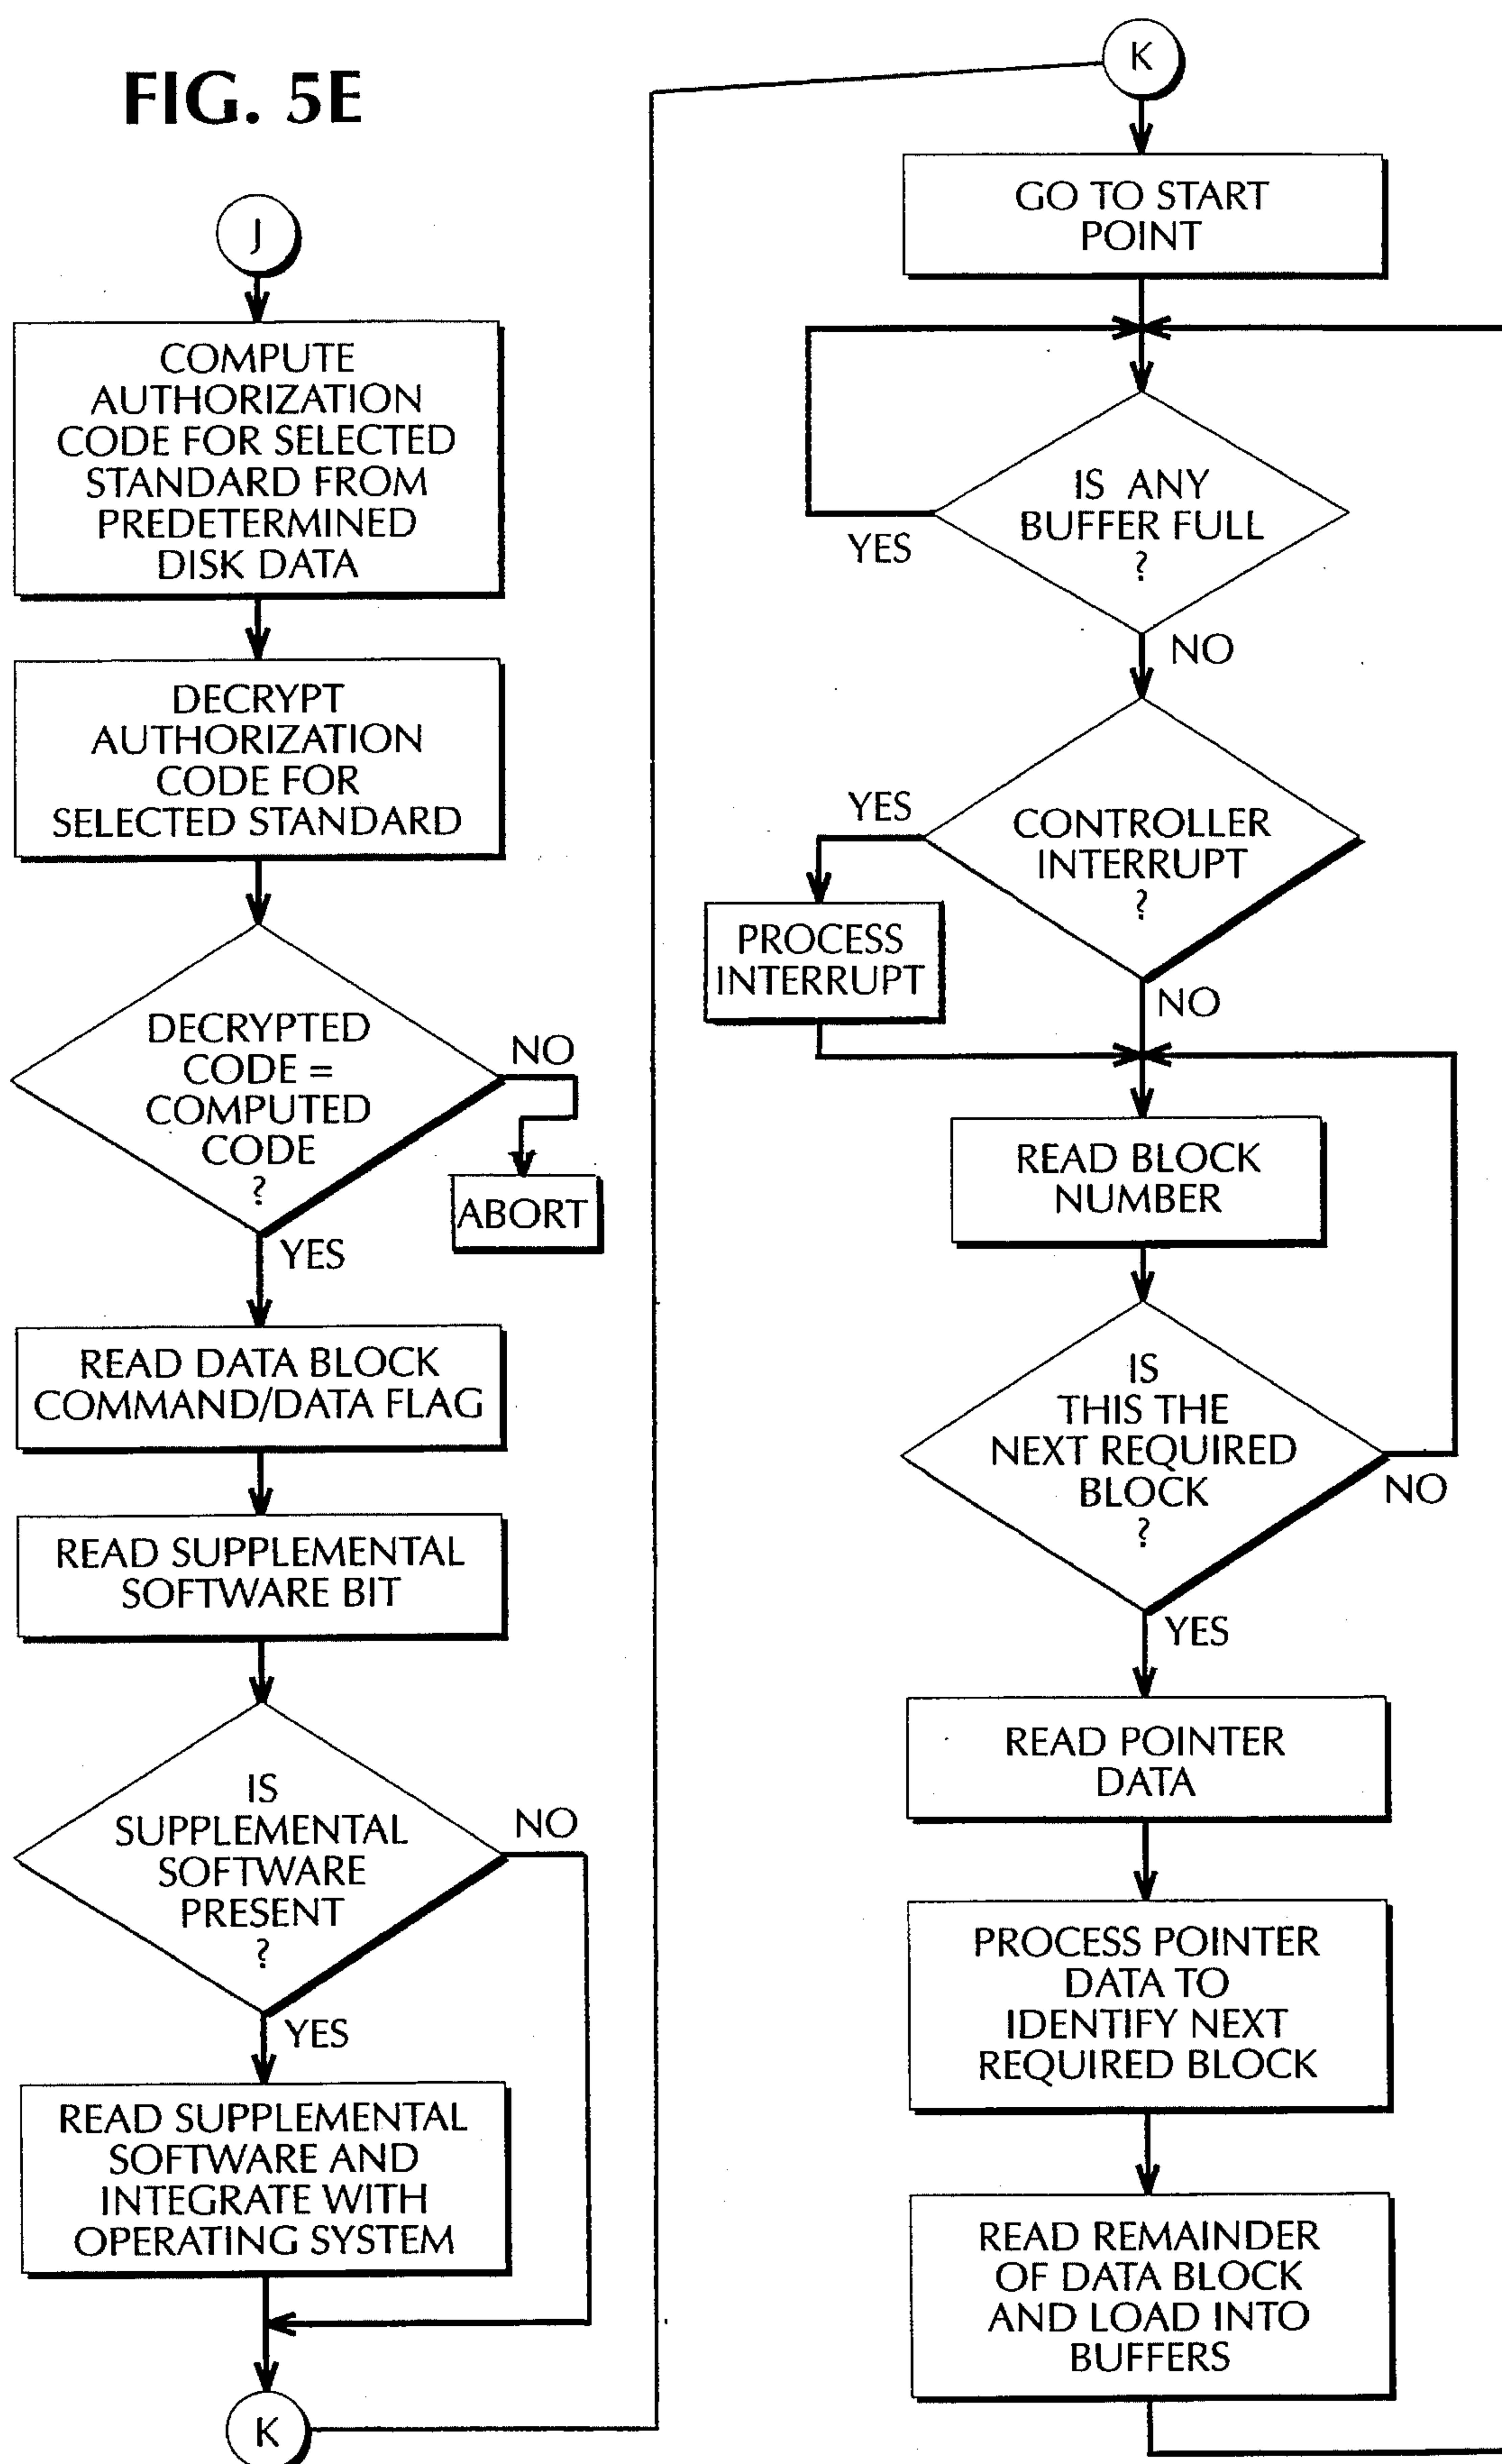 FIG. 5E
J
COMPUTE
AUTHORIZATION
CODE FOR SELECTED
STANDARD FROM
PREDETERMINED
DISK DATA
DECRYPT
AUTHORIZATION
CODE FOR
SELECTED STANDARD
DECRYPTED
CODE =
COMPUTED
CODE
?
NO
ABORT
YES
READ DATA BLOCK
COMMAND/DATA FLAG
READ SUPPLEMENTAL
SOFTWARE BIT
IS
SUPPLEMENTAL
SOFTWARE
PRESENT
?
NO
YES
READ SUPPLEMENTAL
SOFTWARE AND
INTEGRATE WITH
OPERATING SYSTEM
K
K
GO TO START
POINT
IS ANY
BUFFER FULL
?
YES
NO
CONTROLLER
INTERRUPT
?
YES
PROCESS
INTERRUPT
NO
READ BLOCK
NUMBER
IS
THIS THE
NEXT REQUIRED
BLOCK
?
NO
YES
READ POINTER
DATA
PROCESS POINTER
DATA TO
IDENTIFY NEXT
REQUIRED BLOCK
READ REMAINDER
OF DATA BLOCK
AND LOAD INTO
BUFFERS